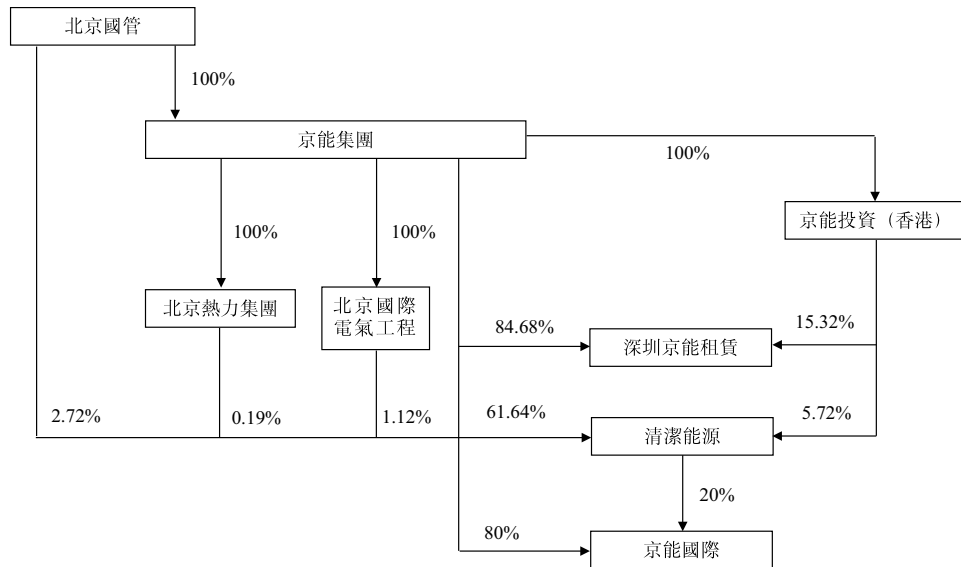 北京國管
100%
京能集團
100%
京能投資（香港）
100%
100%
北京熱力集團
北京國際
電氣工程
84.68%
15.32%
深圳京能租賃
2.72%
0.19%
1.12%
61.64%
5.72%
清潔能源
20%
80%
京能國際